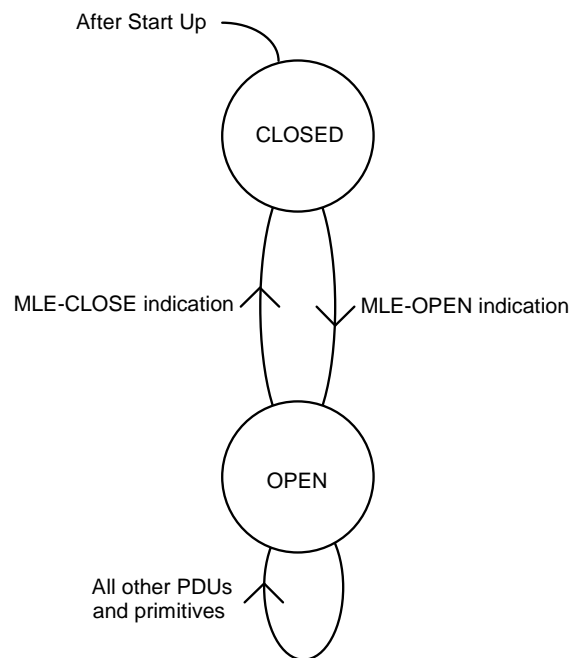 After Start Up
CLOSED
MLE-CLOSE indication
MLE-OPEN indication
OPEN
All other PDUs
and primitives